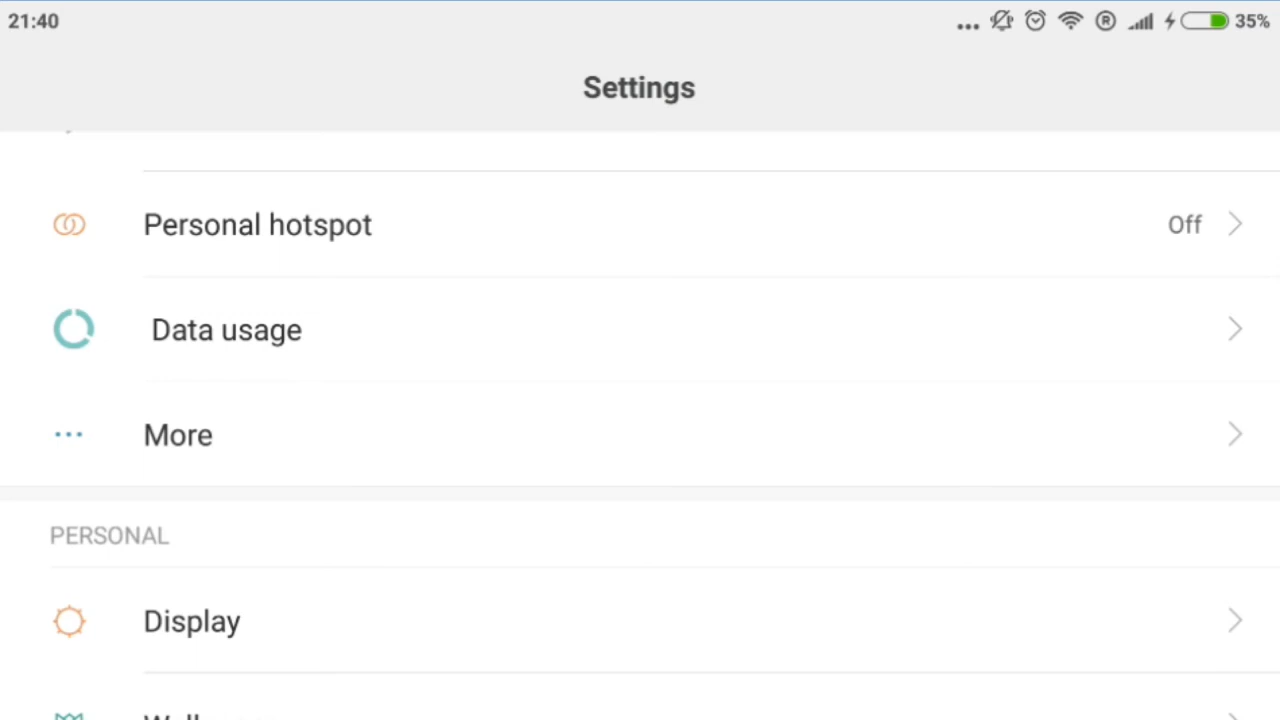 21:40
35%
Settings
Personal hotspot
Off
Data usage
More
PERSONAL
Display